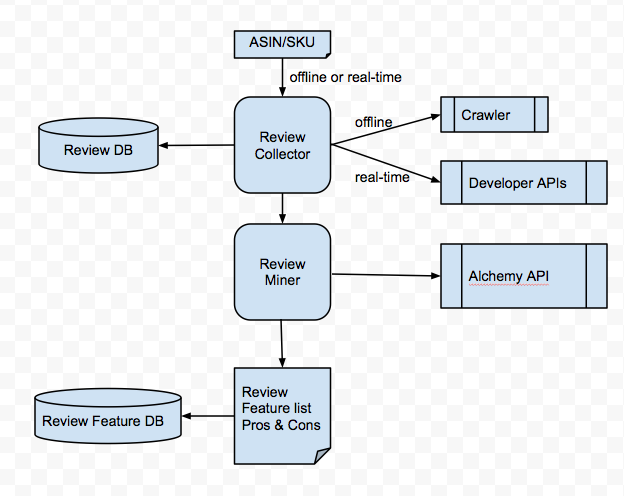 ASIN/SKU
offline or real-time
offline
Crawler
Review
Collector
Review DB
real-time
Developer APIs
Review
Miner
Alchemy API
Review
Feature list
Pros & Cons
Review Feature DB